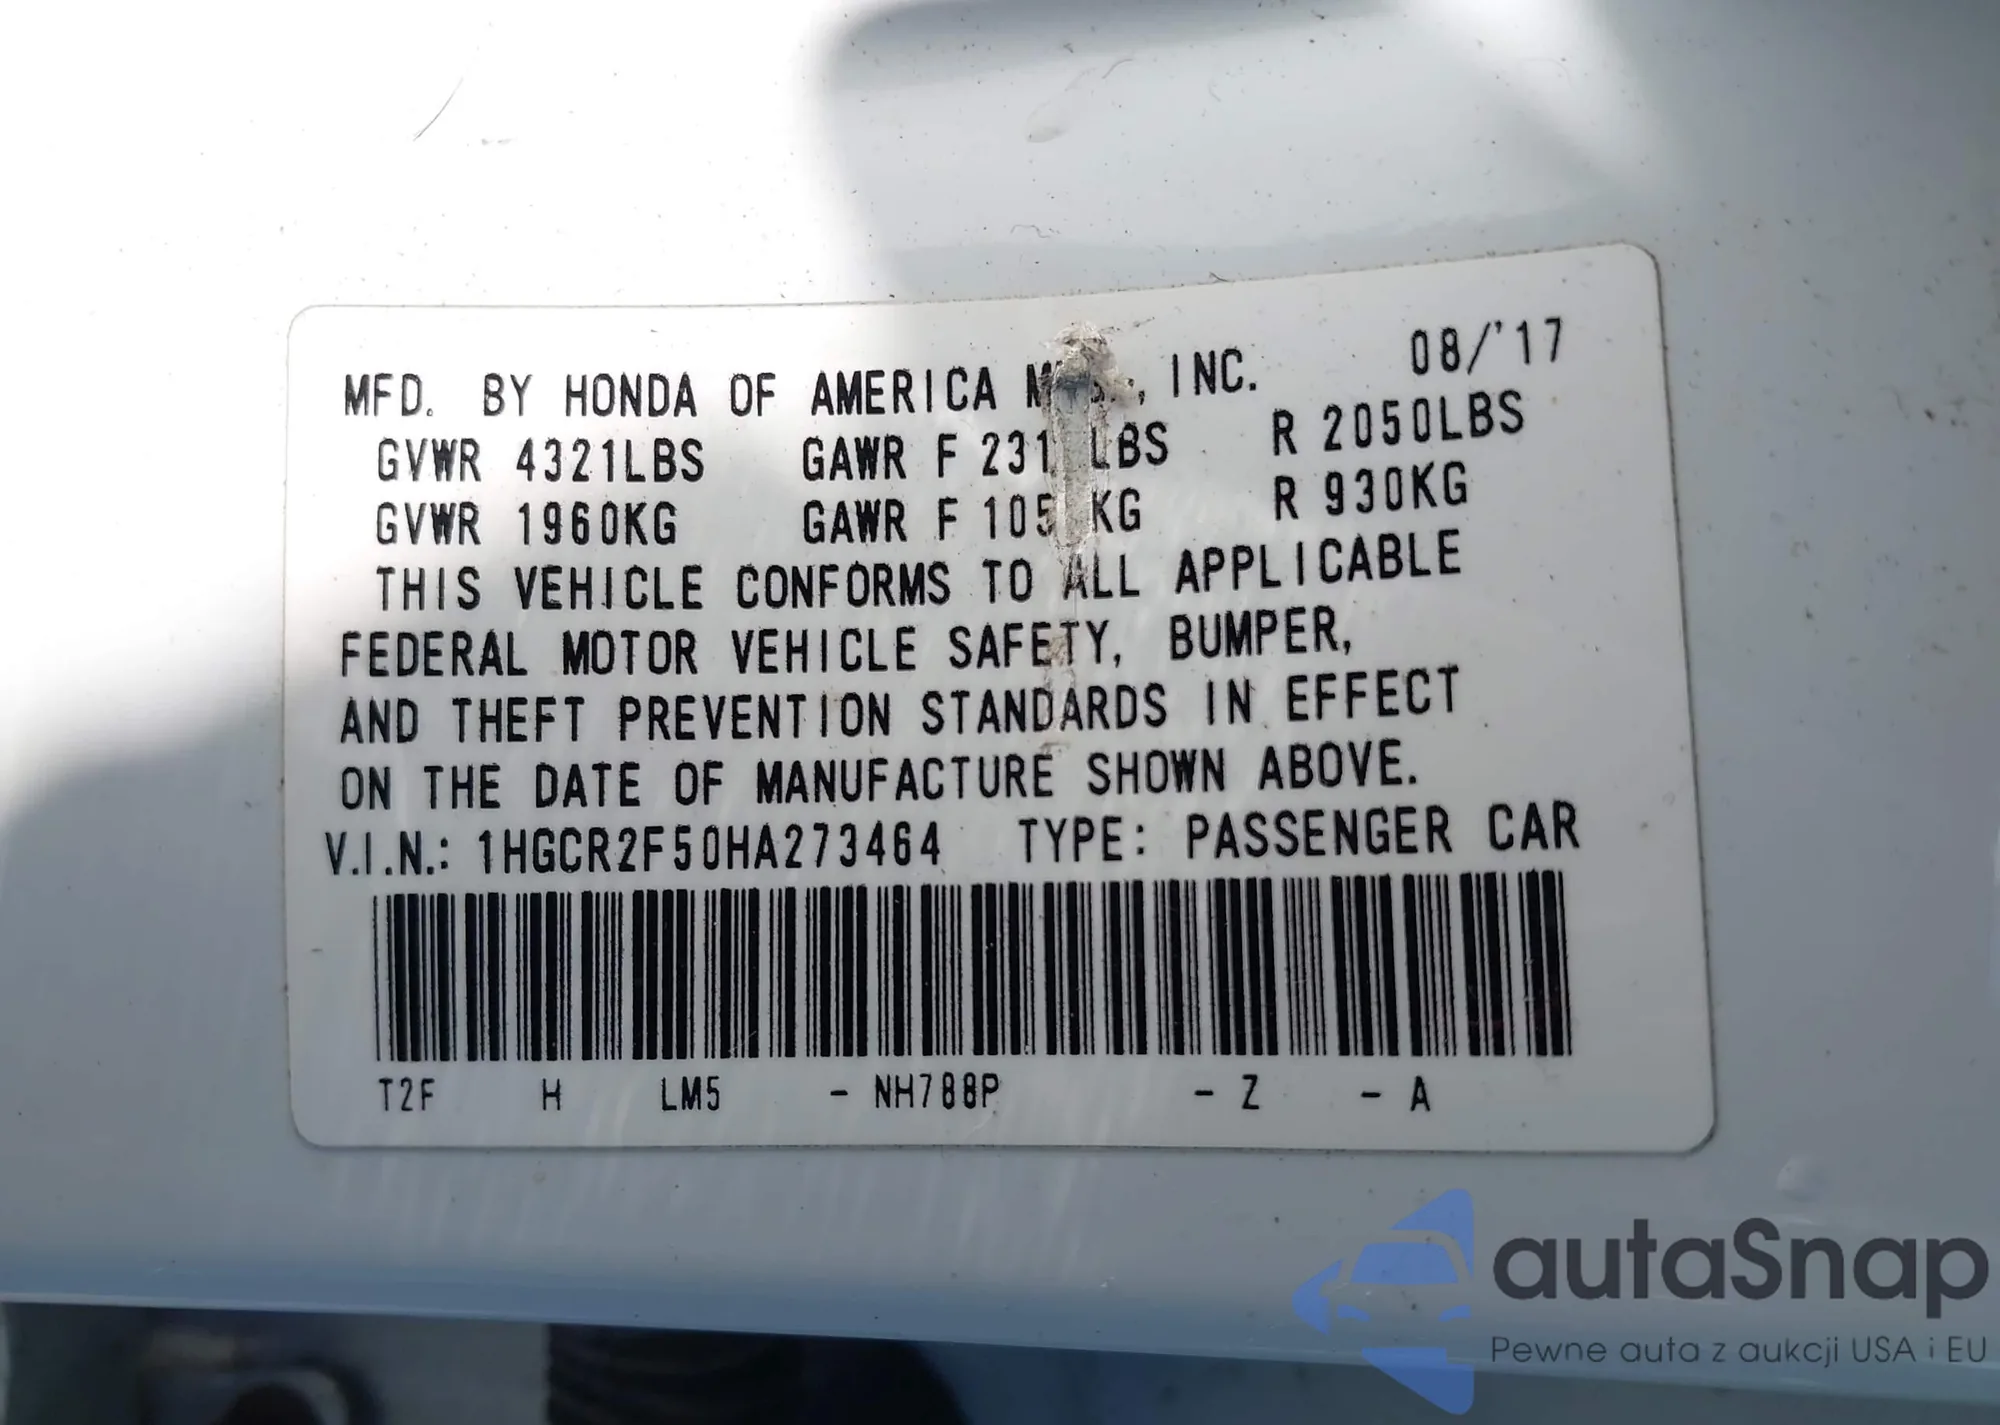 MFD. BY HONDA OF AMERICA , INC. 08/'17
GVWR 4321LBS GAWR F LBS R 2050LBS
GVWR 1960KG GAWR F KG R 930KG
THIS VEHICLE CONFORMS TO ALL APPLICABLE
FEDERAL MOTOR VEHICLE SAFETY, BUMPER,
AND THEFT PREVENTION STANDARDS IN EFFECT
ON THE DATE OF MANUFACTURE SHOWN ABOVE.
V.I.N.: 1HGCR2F50HA273464 TYPE: PASSENGER CAR
T2F H LM5 - NH788P - Z - A
autaSnap
Pewne auta z aukcji USA i EU